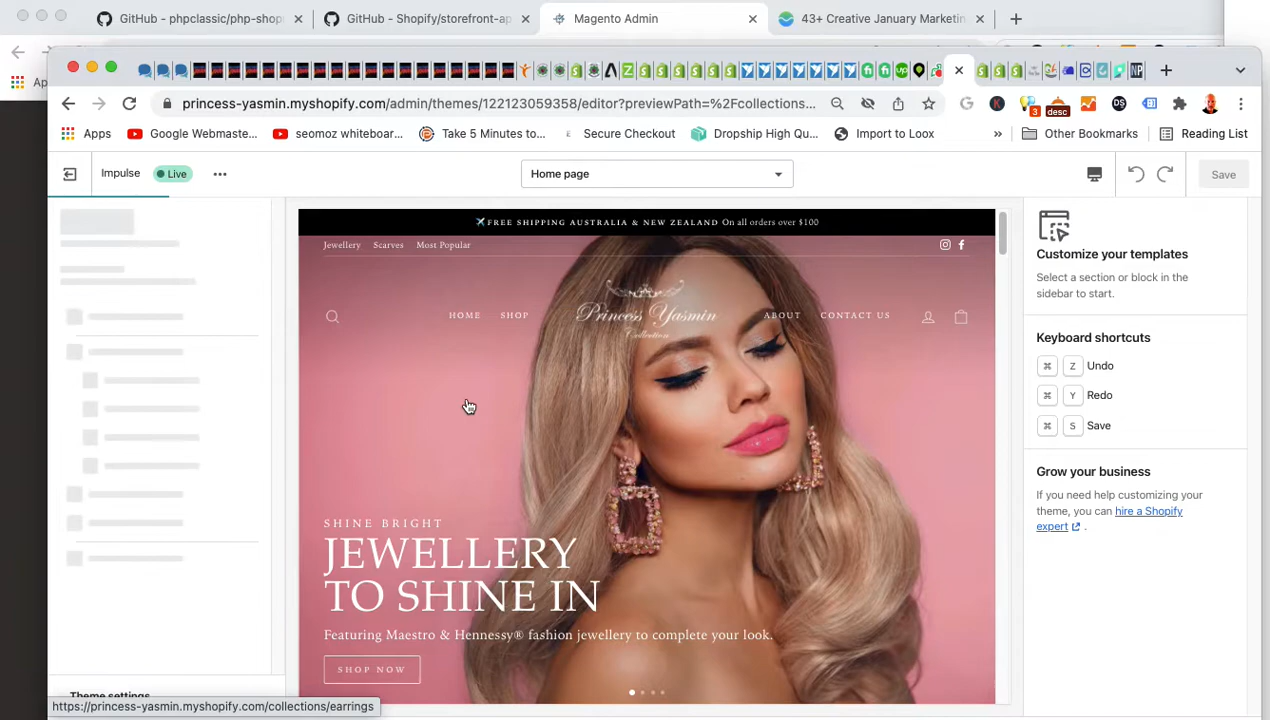 GitHub - phpclassic/php-shopi
GitHub - Shopify/storefront-ap
Magento Admin
43+ Creative January Marketin
princess-yasmin.myshopify.com/admin/themes/122123059358/editor?previewPath=%2Fcollections...
Apps
Google Webmaste...
seomoz whiteboar...
Take 5 Minutes to...
Secure Checkout
Dropship High Qu...
Import to Loox
»
Other Bookmarks
Reading List
Impulse
Live
Home page
Save
FREE SHIPPING AUSTRALIA & NEW ZEALAND On all orders over $100
Jewellery Scarves Most Popular
HOME SHOP
Princess Yasmin
Collection
ABOUT CONTACT US
SHINE BRIGHT
JEWELLERY
TO SHINE IN
Featuring Maestro & Hennessy® fashion jewellery to complete your look.
SHOP NOW
Customize your templates
Select a section or block in the
sidebar to start.
Keyboard shortcuts
⌘ Z Undo
⌘ Y Redo
⌘ S Save
Grow your business
If you need help customizing your
theme, you can hire a Shopify
expert .
Theme settings
https://princess-yasmin.myshopify.com/collections/earrings